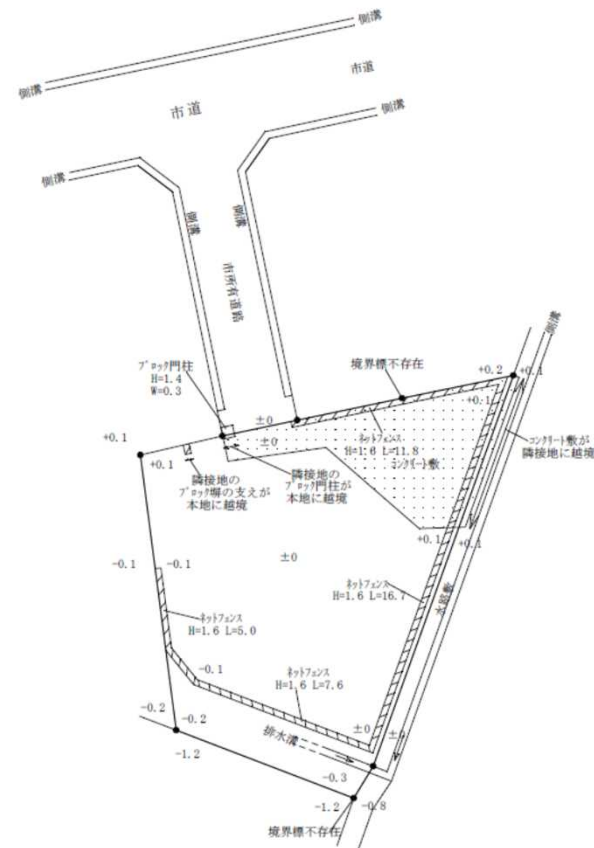 側溝
側溝
市道
市道
側溝
側溝
側溝
側溝
市所有道路
側溝
ブロック門柱
H=1.4
W=0.3
境界標不存在
+0.2
+0.1
±0
+0.1
±0
ネットフェンス
H=1.6 L=11.8
コンクリート敷
コンクリート敷が
隣接地に越境
+0.1
+0.1
隣接地の
ブロック塀の支えが
本地に越境
隣接地の
ブロック門柱が
本地に越境
+0.1
+0.1
±0
-0.1
-0.1
ネットフェンス
H=1.6 L=16.7
水路敷
ネットフェンス
H=1.6 L=5.0
-0.1
ネットフェンス
H=1.6 L=7.6
-0.2
-0.2
±0
±0
排水溝
-1.2
-0.3
-1.2
-0.8
境界標不存在